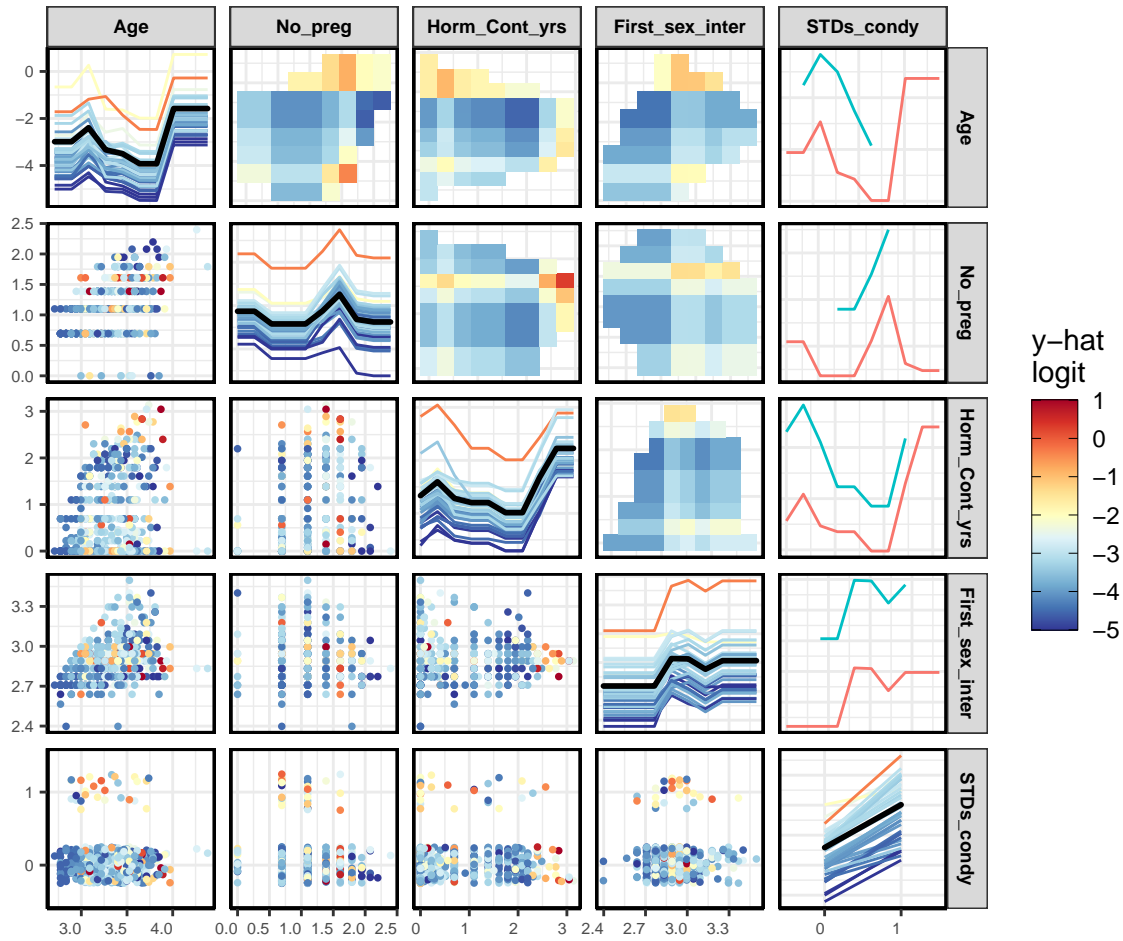 Age No_preg Horm_Cont_yrs First_sex_inter STDs_condy
0
−2
−4
Age
2.5
2.0
1.5
1.0
0.5
0.0
No_preg
3
2
1
0
Horm_Cont_yrs
3.3
3.0
2.7
2.4
First_sex_inter
1
0
STDs_condy
3.0 3.5 4.0 0.0 0.5 1.0 1.5 2.0 2.5 0 1 2 3 2.4 2.7 3.0 3.3 0 1
y−hat
logit
1
0
−1
−2
−3
−4
−5